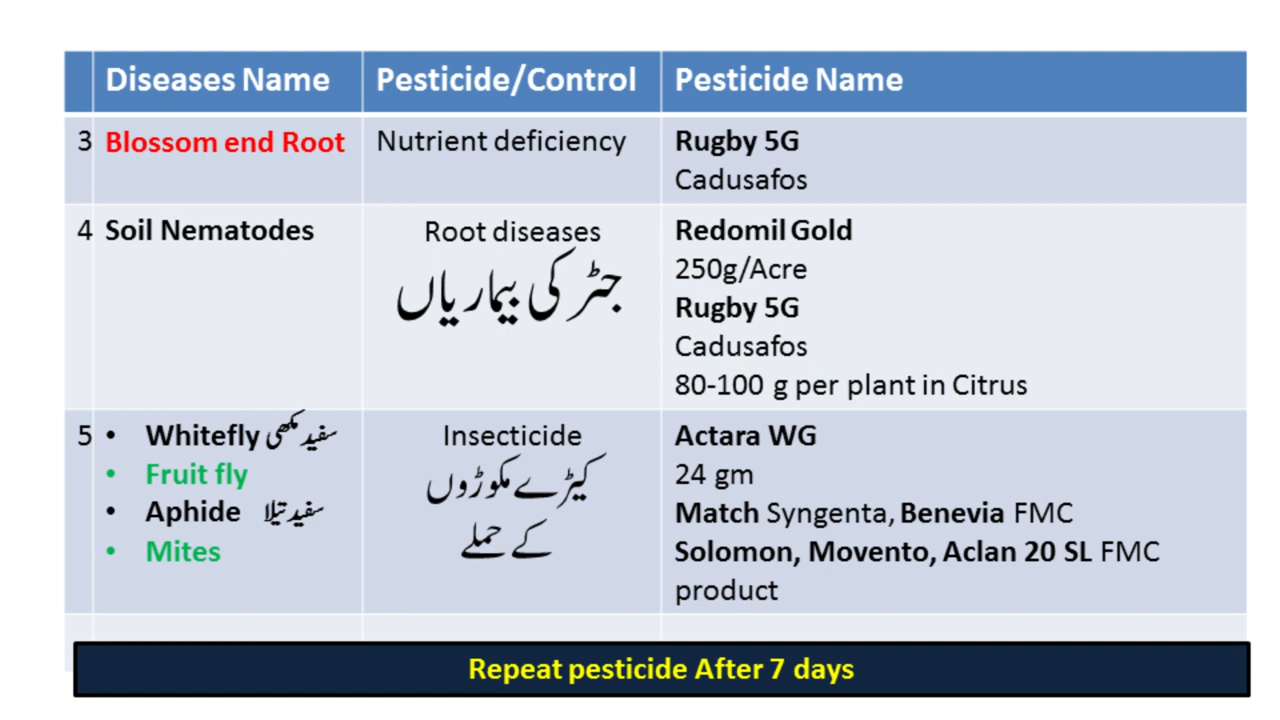 Diseases Name Pesticide/Control Pesticide Name
3 Blossom end Root Nutrient deficiency Rugby 5G
Cadusafos
4 Soil Nematodes Root diseases Redomil Gold
جڑ کی بیماریاں 250g/Acre
Rugby 5G
Cadusafos
80-100 g per plant in Citrus
5 • Whitefly سفید مکھی Insecticide Actara WG
• Fruit fly کیڑے مکوڑوں 24 gm
• Aphide سفید تیلا Match Syngenta, Benevia FMC
• Mites کے حملے Solomon, Movento, Aclan 20 SL FMC
product
Repeat pesticide After 7 days